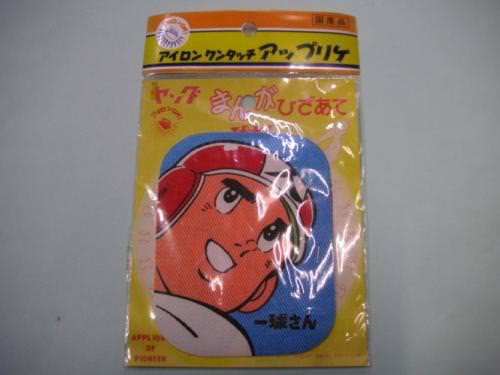 国産品
アイロンワンタッチ アップリケ
ヤング
まんがひざあて
一球さん
APPLIQUE
OF
PIONEER